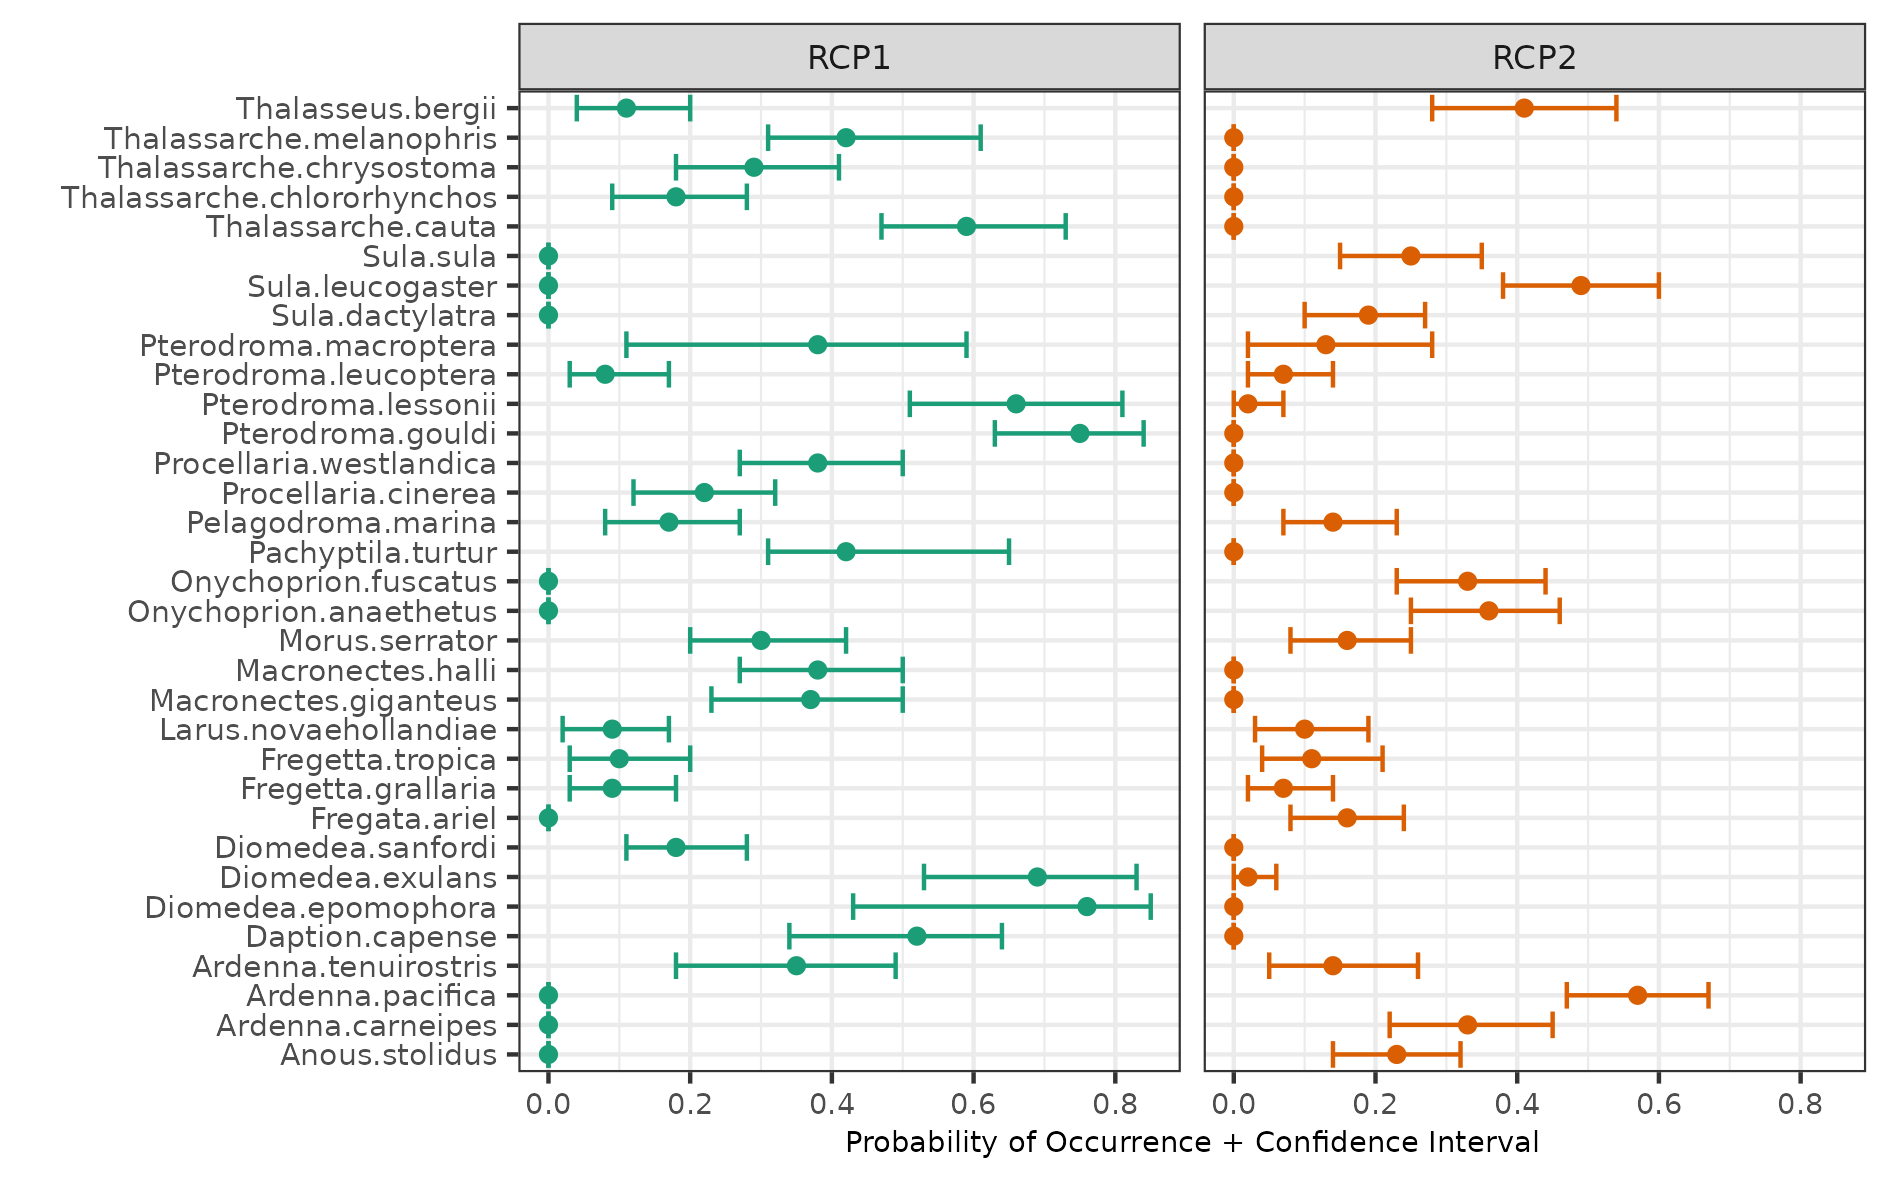 RCP1
RCP2
Thalasseus.bergii
Thalassarche.melanophris
Thalassarche.chrysostoma
Thalassarche.chlororhynchos
Thalassarche.cauta
Sula.sula
Sula.leucogaster
Sula.dactylatra
Pterodroma.macroptera
Pterodroma.leucoptera
Pterodroma.lessonii
Pterodroma.gouldi
Procellaria.westlandica
Procellaria.cinerea
Pelagodroma.marina
Pachyptila.turtur
Onychoprion.fuscatus
Onychoprion.anaethetus
Morus.serrator
Macronectes.halli
Macronectes.giganteus
Larus.novaehollandiae
Fregetta.tropica
Fregetta.grallaria
Fregata.ariel
Diomedea.sanfordi
Diomedea.exulans
Diomedea.epomophora
Daption.capense
Ardenna.tenuirostris
Ardenna.pacifica
Ardenna.carneipes
Anous.stolidus
0.0 0.2 0.4 0.6 0.8 0.0 0.2 0.4 0.6 0.8
Probability of Occurrence + Confidence Interval